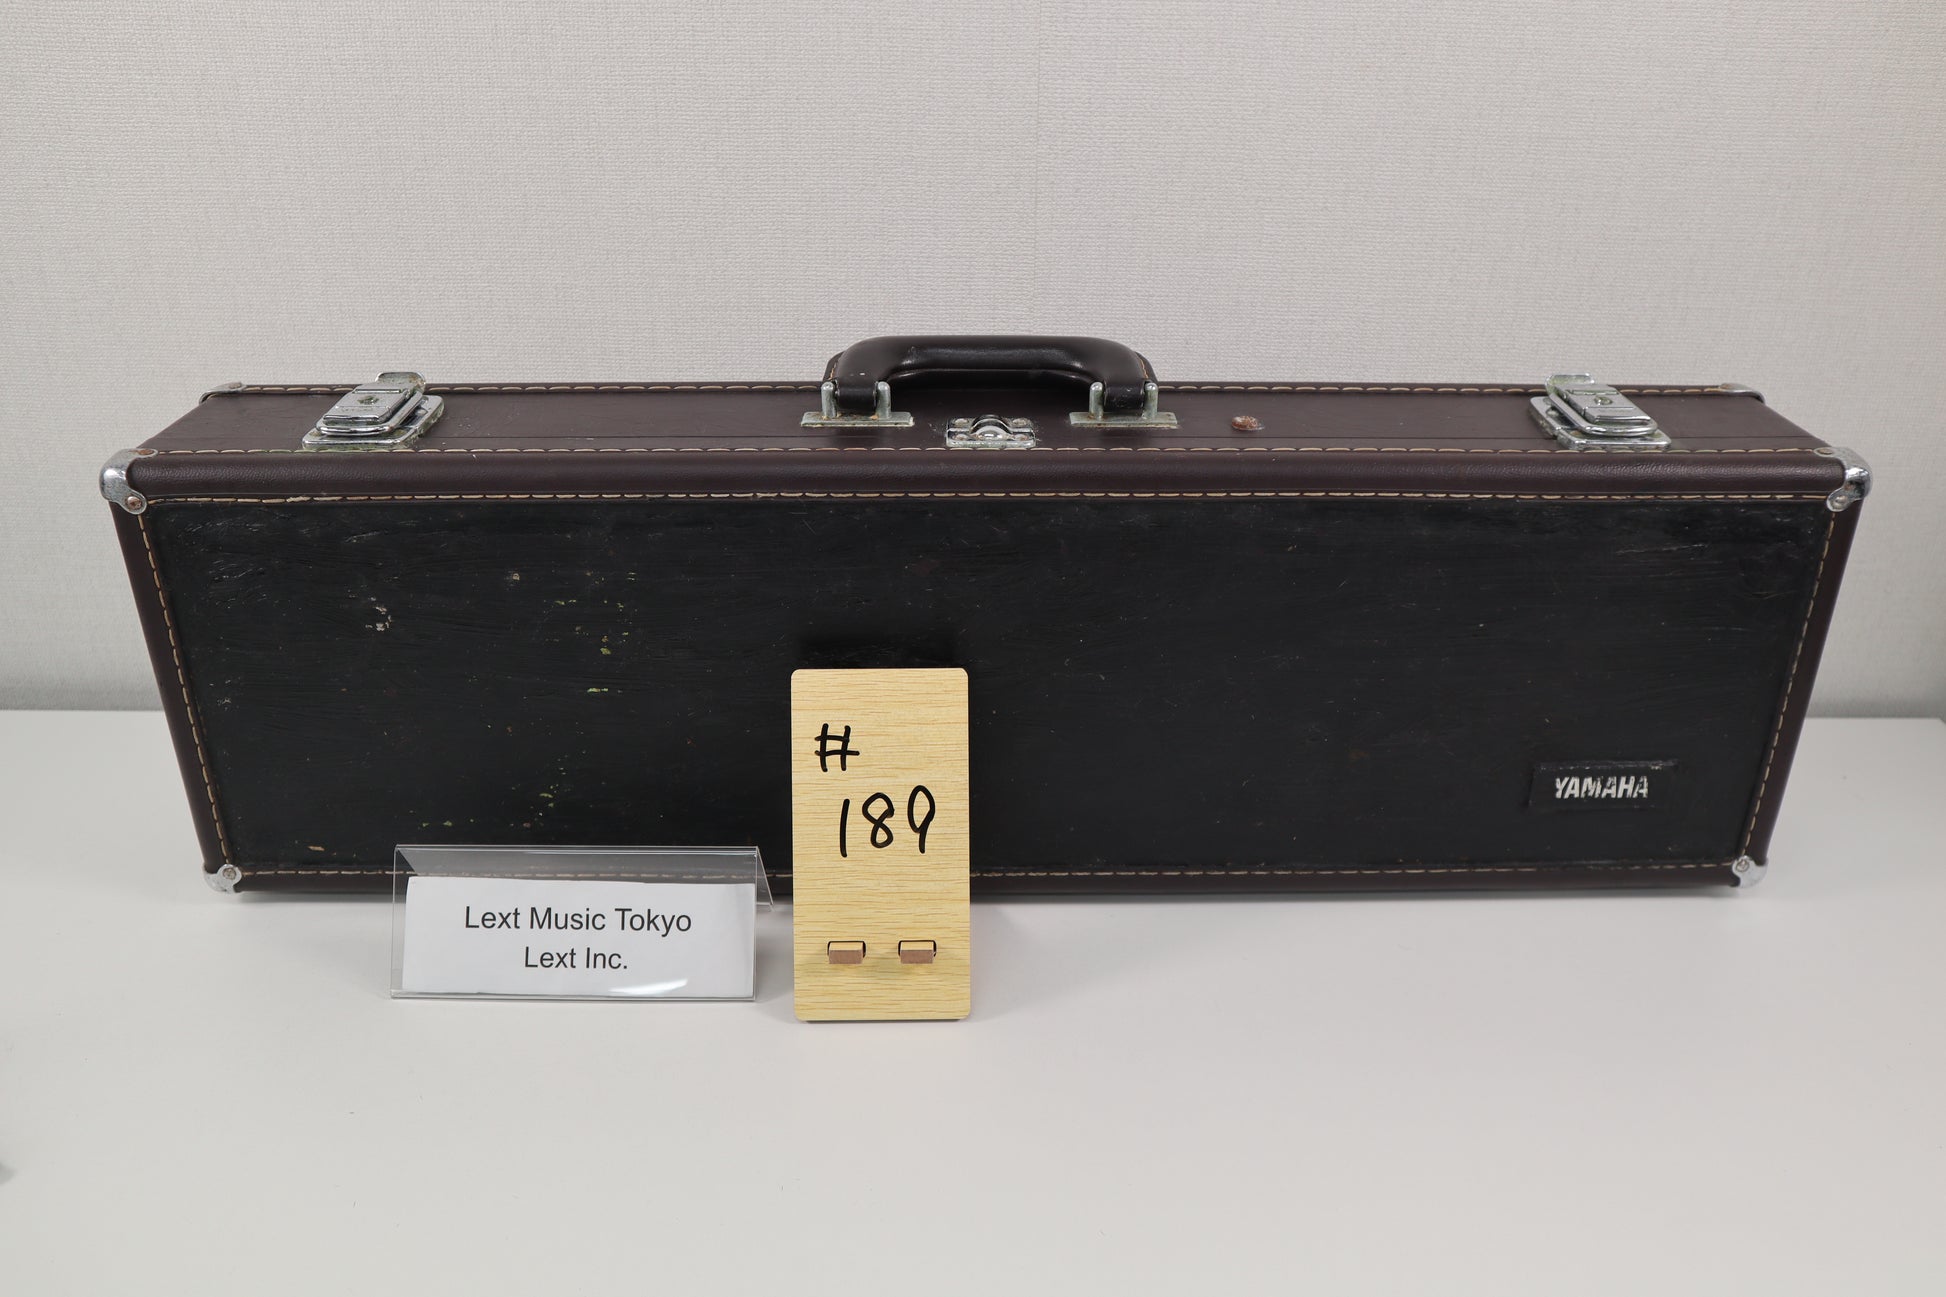 YAMAHA
#
189
Lext Music Tokyo
Lext Inc.